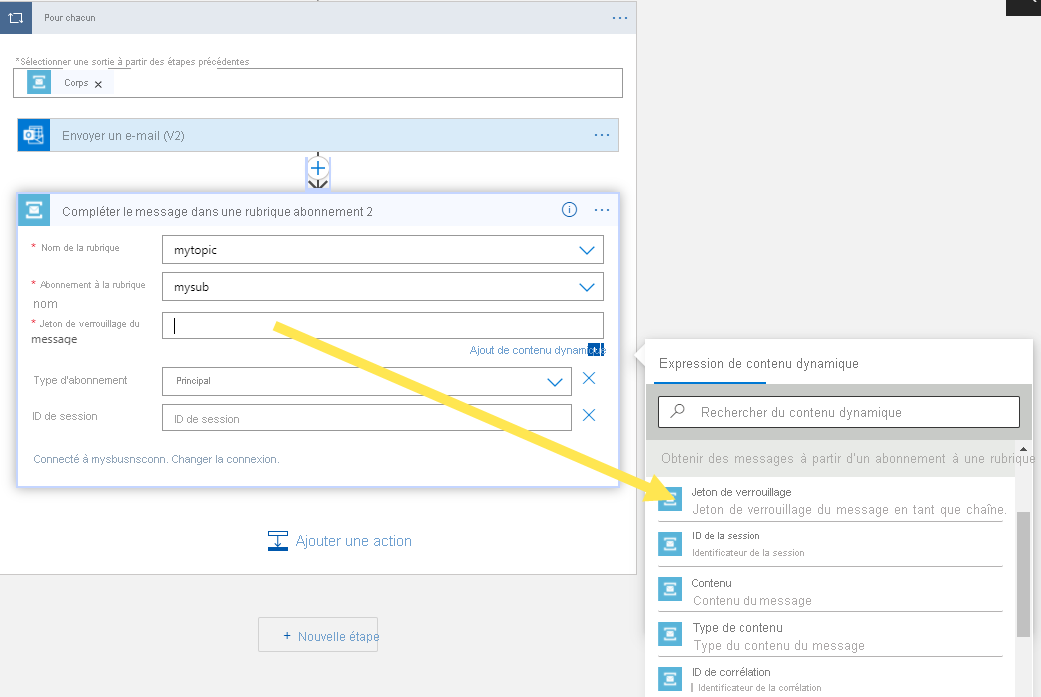 Pour chacun
*Sélectionner une sortie à partir des étapes précédentes
Corps
Envoyer un e-mail (V2)
Compléter le message dans une rubrique abonnement 2
* Nom de la rubrique
mytopic
* Abonnement à la rubrique
nom
mysub
* Jeton de verrouillage du
message
Ajout de contenu dynamique
Type d'abonnement
Principal
ID de session
ID de session
Connecté à mysbusnsconn. Changer la connexion.
Ajouter une action
+ Nouvelle étape
Expression de contenu dynamique
Rechercher du contenu dynamique
Obtenir des messages à partir d'un abonnement à une rubrique
Jeton de verrouillage
Jeton de verrouillage du message en tant que chaîne.
ID de la session
Identificateur de la session
Contenu
Contenu du message
Type de contenu
Type du contenu du message
ID de corrélation
Identificateur de la corrélation